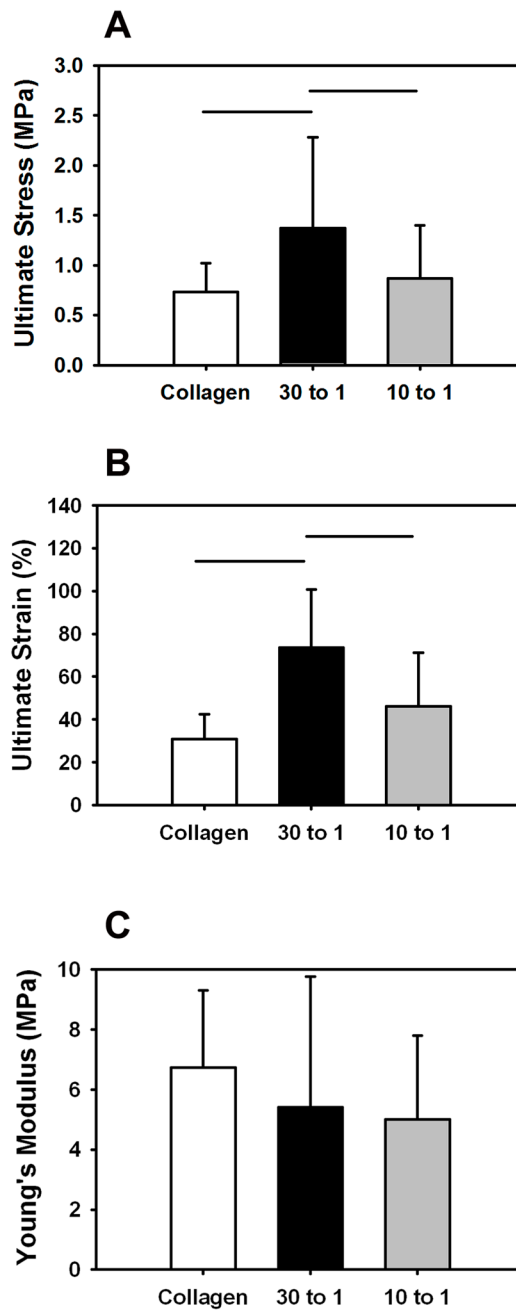 A
Ultimate Stress (MPa)
3.0
2.5
2.0
1.5
1.0
0.5
0.0
Collagen 30 to 1 10 to 1
B
Ultimate Strain (%)
140
120
100
80
60
40
20
0
Collagen 30 to 1 10 to 1
C
Young's Modulus (MPa)
10
8
6
4
2
0
Collagen 30 to 1 10 to 1